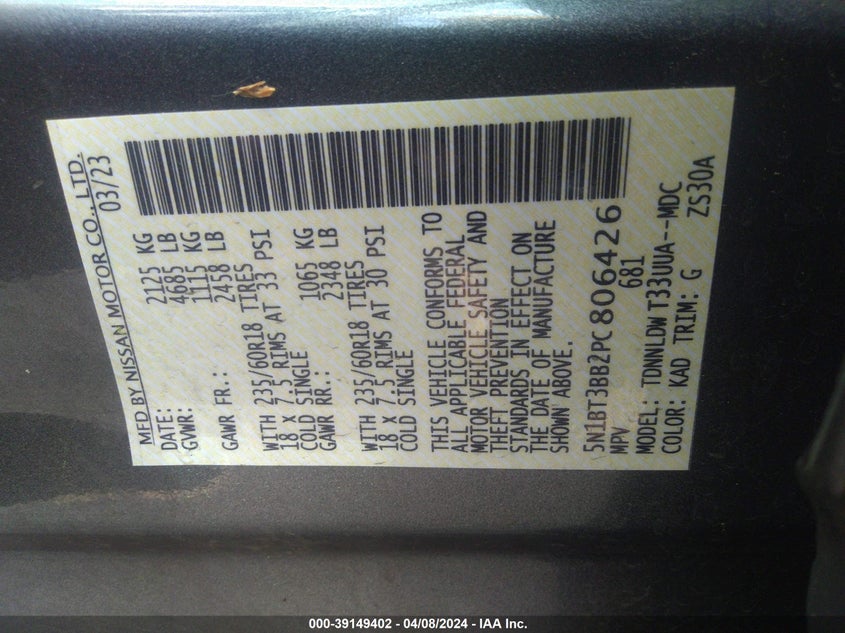 MFD BY NISSAN MOTOR CO., LTD.
DATE: 03/23
GVWR: 2125 KG
4685 LB
GAWR FR.: 1115 KG
2458 LB
WITH 235/60R18 TIRES
18 X 7.5 RIMS AT 33 PSI
COLD SINGLE
GAWR RR.: 1065 KG
2348 LB
WITH 235/60R18 TIRES
18 X 7.5 RIMS AT 30 PSI
COLD SINGLE
THIS VEHICLE CONFORMS TO
ALL APPLICABLE FEDERAL
MOTOR VEHICLE SAFETY AND
THEFT PREVENTION
STANDARDS IN EFFECT ON
THE DATE OF MANUFACTURE
SHOWN ABOVE.
5N1BT3BB2PC806426
MPV 681
MODEL: TDNNLDW T33UUA--MDC
COLOR: KAD TRIM: G ZS30A
000-39149402 - 04/08/2024 - IAA Inc.